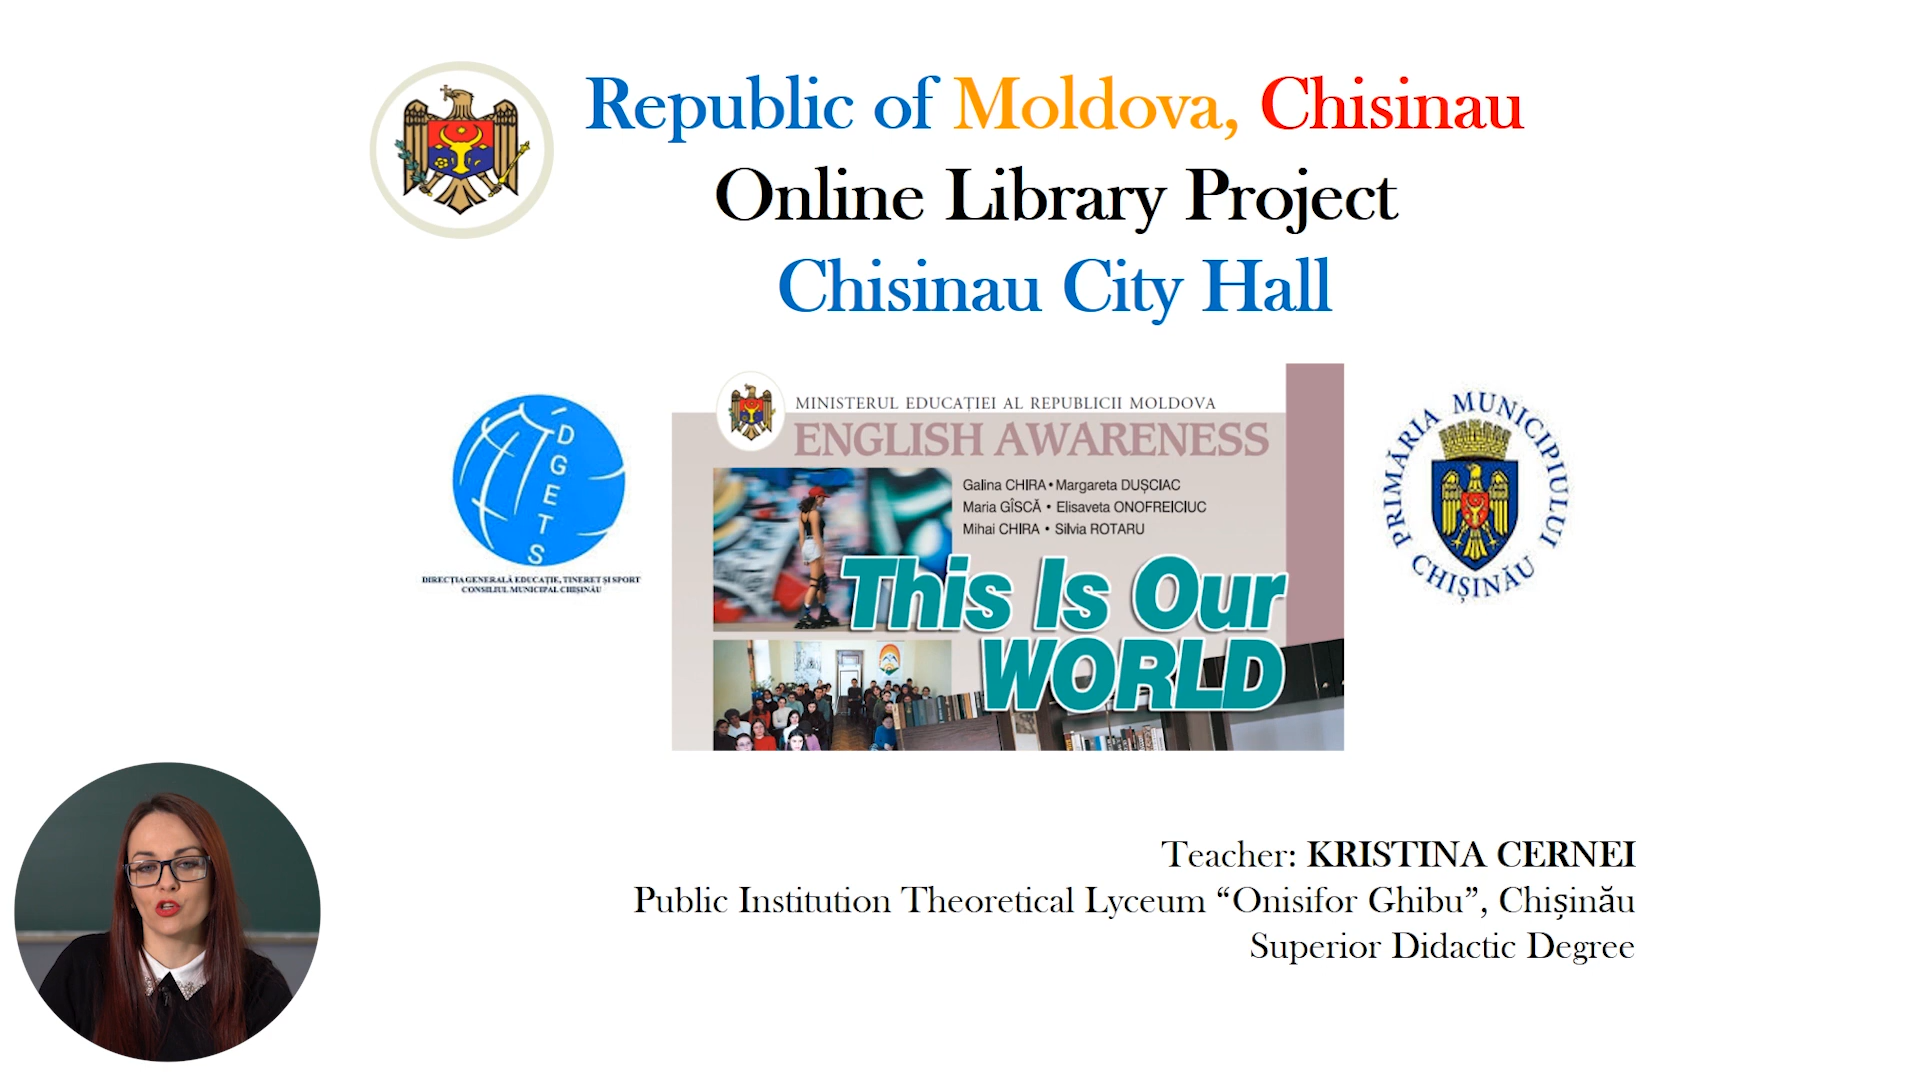 Republic of Moldova, Chisinau
Online Library Project
Chisinau City Hall
DGETS
DIRECȚIA GENERALĂ EDUCAȚIE, TINERET ȘI SPORT
CONSILIUL MUNICIPAL CHIȘINĂU
MINISTERUL EDUCAȚIEI AL REPUBLICII MOLDOVA
ENGLISH AWARENESS
Galina CHIRA • Margareta DUȘCIAC
Maria GÎSCĂ • Elisaveta ONOFREICIUC
Mihai CHIRA • Silvia ROTARU
This Is Our
WORLD
PRIMĂRIA MUNICIPIULUI
CHIȘINĂU
Teacher: KRISTINA CERNEI
Public Institution Theoretical Lyceum “Onisifor Ghibu”, Chișinău
Superior Didactic Degree